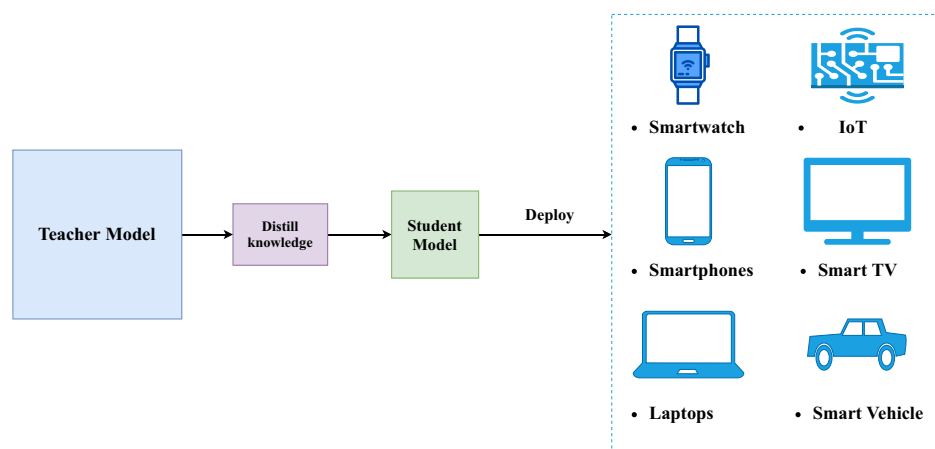 Teacher Model
Distill
knowledge
Student
Model
Deploy
• Smartwatch
• IoT
• Smartphones
• Smart TV
• Laptops
• Smart Vehicle